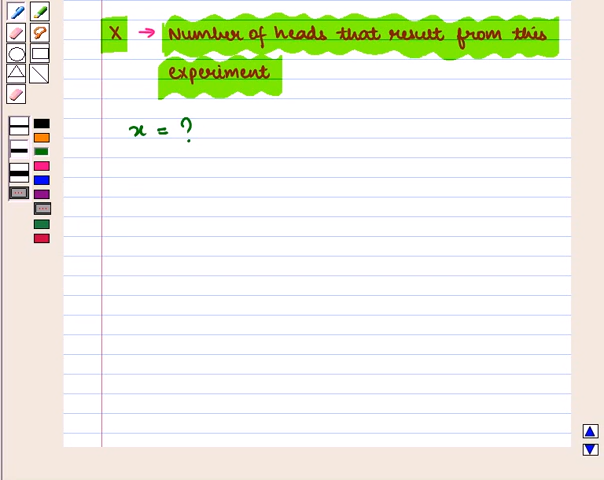 X → Number of heads that result from this
experiment
x = ?